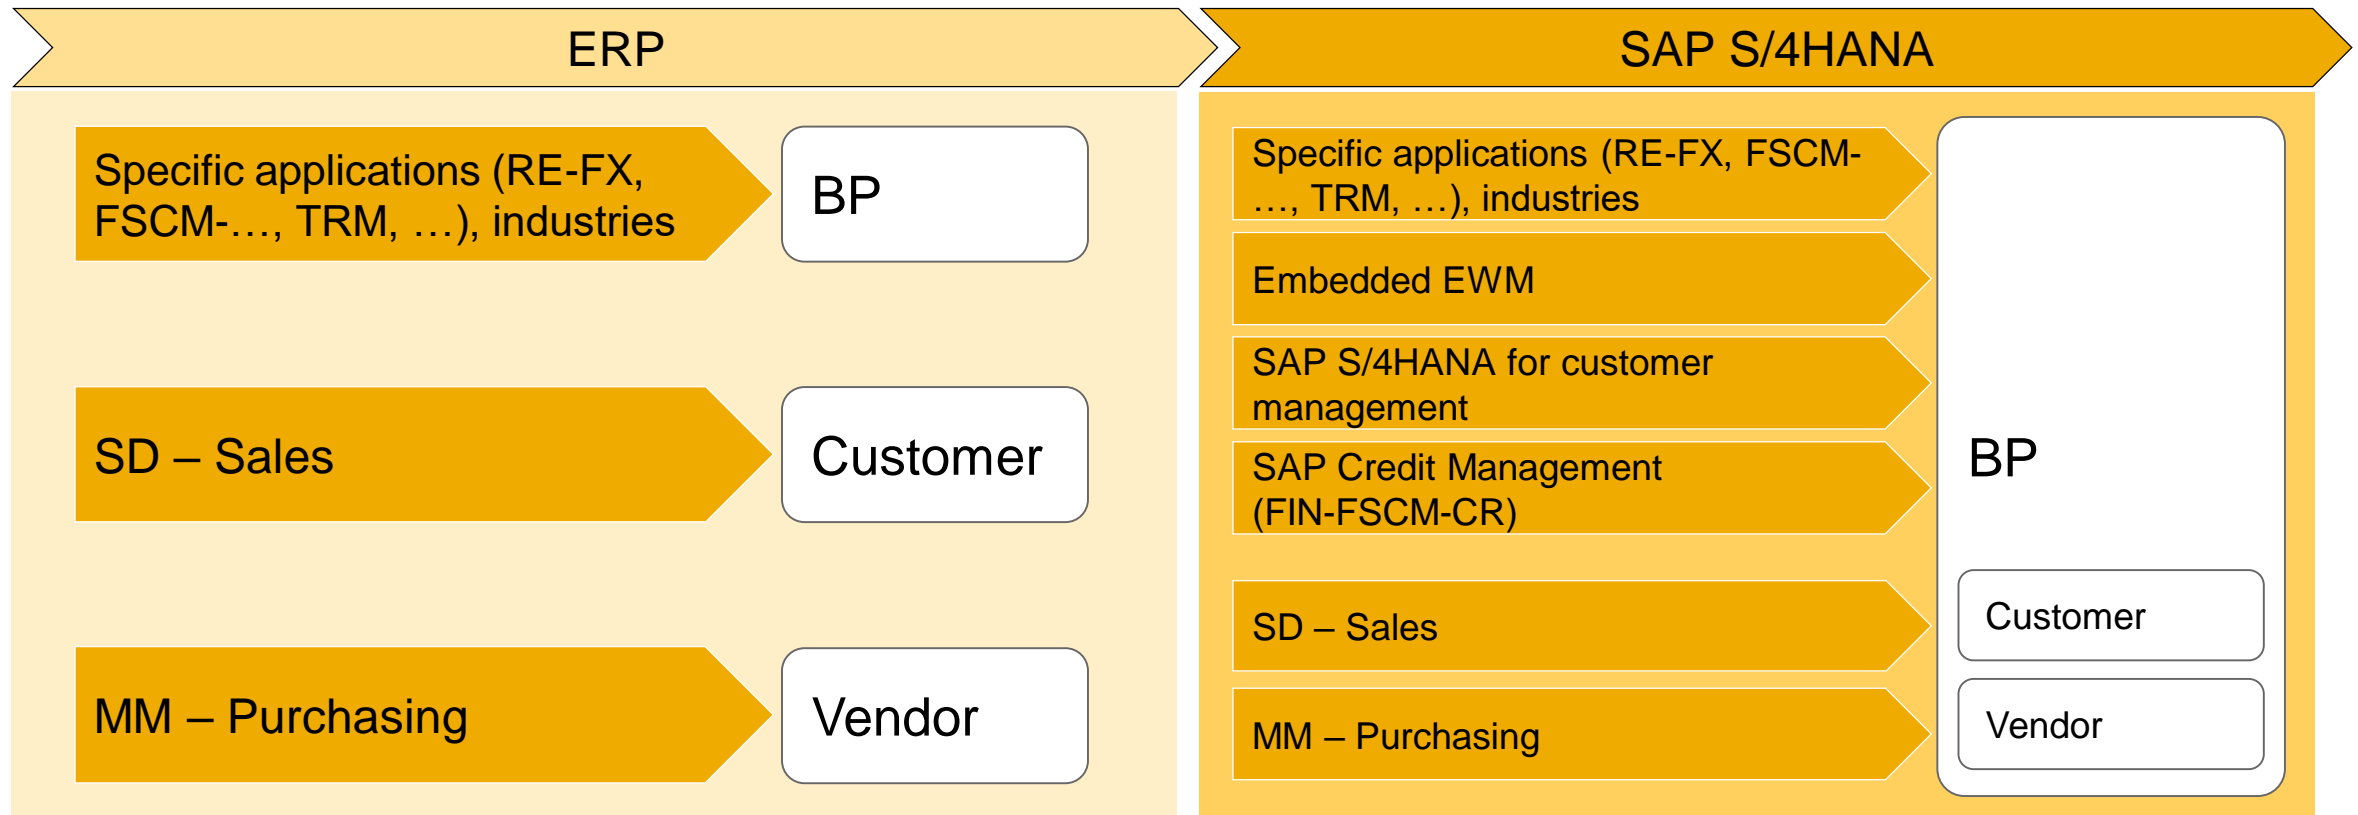 ERP
Specific applications (RE-FX,
FSCM-…, TRM, …), industries
BP
SD – Sales
Customer
MM – Purchasing
Vendor
SAP S/4HANA
Specific applications (RE-FX, FSCM-
…, TRM, …), industries
Embedded EWM
SAP S/4HANA for customer
management
SAP Credit Management
(FIN-FSCM-CR)
SD – Sales
MM – Purchasing
BP
Customer
Vendor